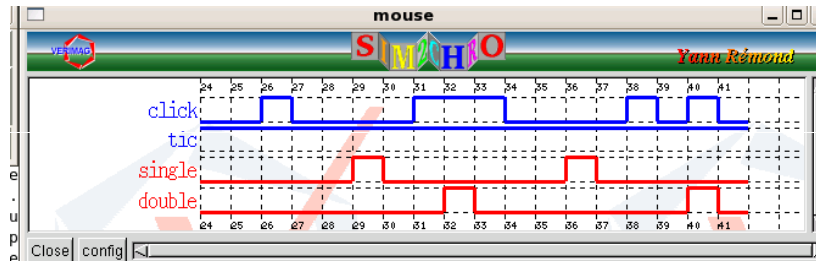 mouse
VERIMAG
SIM2CHRO
Yann Rémond
24 25 26 27 28 29 30 31 32 33 34 35 36 37 38 39 40 41
click
tic
single
double
24 25 26 27 28 29 30 31 32 33 34 35 36 37 38 39 40 41
e
.
u
p
e
Close config